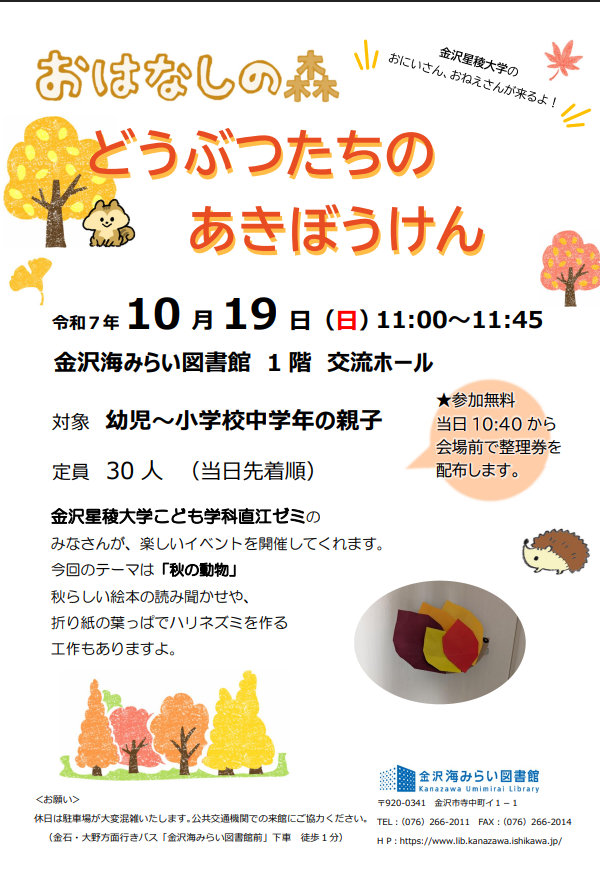 おはなしの森
金沢星稜大学の
おにいさん、おねえさんが来るよ！
どうぶつたちの
あきぼうけん
令和７年 10 月 19 日（日）11:00～11:45
金沢海みらい図書館 １階 交流ホール
対象 幼児～小学校中学年の親子
定員 30 人 （当日先着順）
★参加無料
当日 10:40 から
会場前で整理券を
配布します。
金沢星稜大学こども学科直江ゼミの
みなさんが、楽しいイベントを開催してくれます。
今回のテーマは「秋の動物」
秋らしい絵本の読み聞かせや、
折り紙の葉っぱでハリネズミを作る
工作もありますよ。
金沢海みらい図書館
Kanazawa Umimirai Library
〒920-0341 金沢市寺中町イ１－１
TEL：（076）266-2011 FAX：（076）266-2014
ＨＰ：https://www.lib.kanazawa.ishikawa.jp/
＜お願い＞
休日は駐車場が大変混雑いたします。公共交通機関での来館にご協力ください。
（金石・大野方面行きバス「金沢海みらい図書館前」下車 徒歩１分）